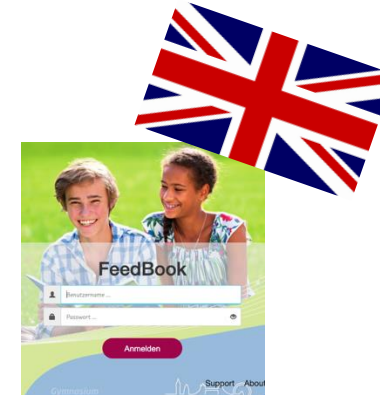 FeedBook
Benutzername ...
Passwort ...
Anmelden
Support About